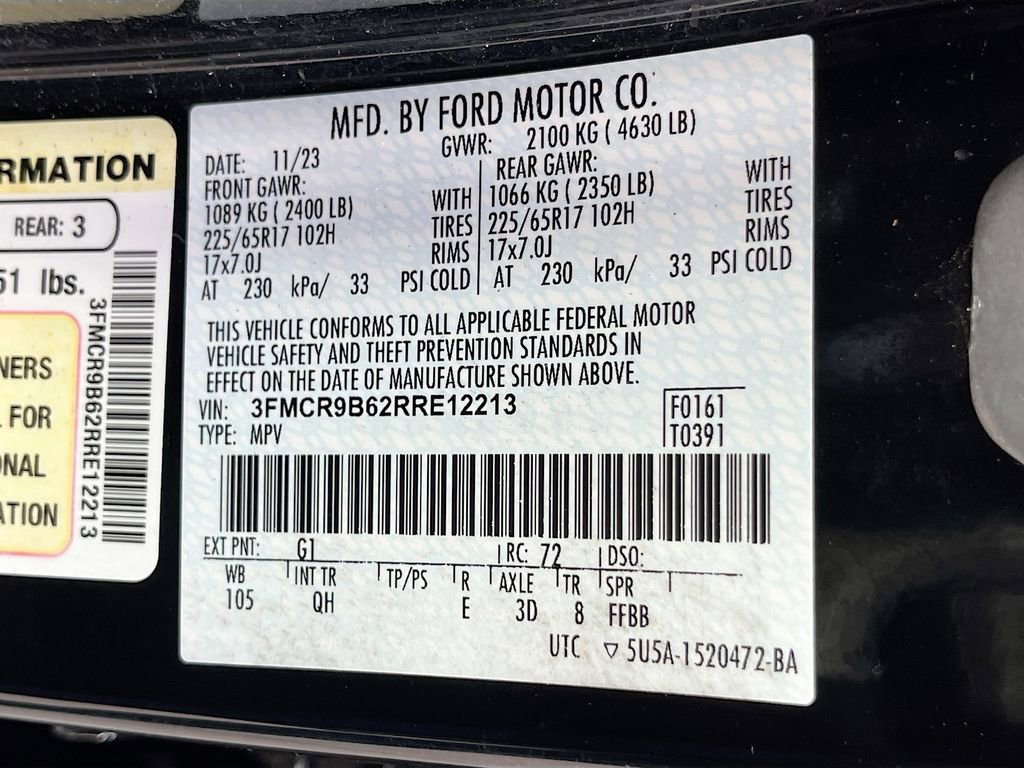 RMATION
REAR: 3
51 lbs.
NERS
L FOR
ONAL
ATION
3FMCR9B62RRE12213
MFD. BY FORD MOTOR CO.
DATE: 11/23 GVWR: 2100 KG ( 4630 LB)
FRONT GAWR: REAR GAWR:
1089 KG ( 2400 LB) WITH 1066 KG ( 2350 LB) WITH
225/65R17 102H TIRES 225/65R17 102H TIRES
17x7.0J RIMS 17x7.0J RIMS
AT 230 kPa/ 33 PSI COLD AT 230 kPa/ 33 PSI COLD
THIS VEHICLE CONFORMS TO ALL APPLICABLE FEDERAL MOTOR
VEHICLE SAFETY AND THEFT PREVENTION STANDARDS IN
EFFECT ON THE DATE OF MANUFACTURE SHOWN ABOVE.
VIN: 3FMCR9B62RRE12213 F0161
TYPE: MPV T0391
EXT PNT: G1 RC: 72 DSO:
WB INT TR TP/PS R AXLE TR SPR
105 QH E 3D 8 FFBB
UTC ▽ 5U5A-1520472-BA